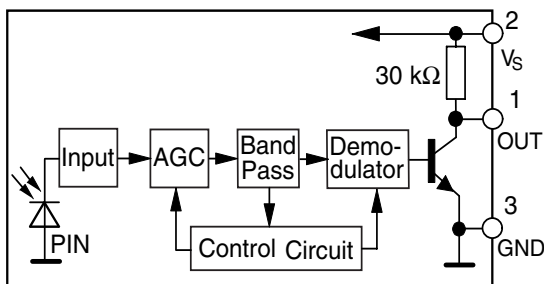 2
V_S
30 kΩ
1
OUT
Input
AGC
Band
Pass
Demo-
dulator
3
GND
PIN
Control Circuit